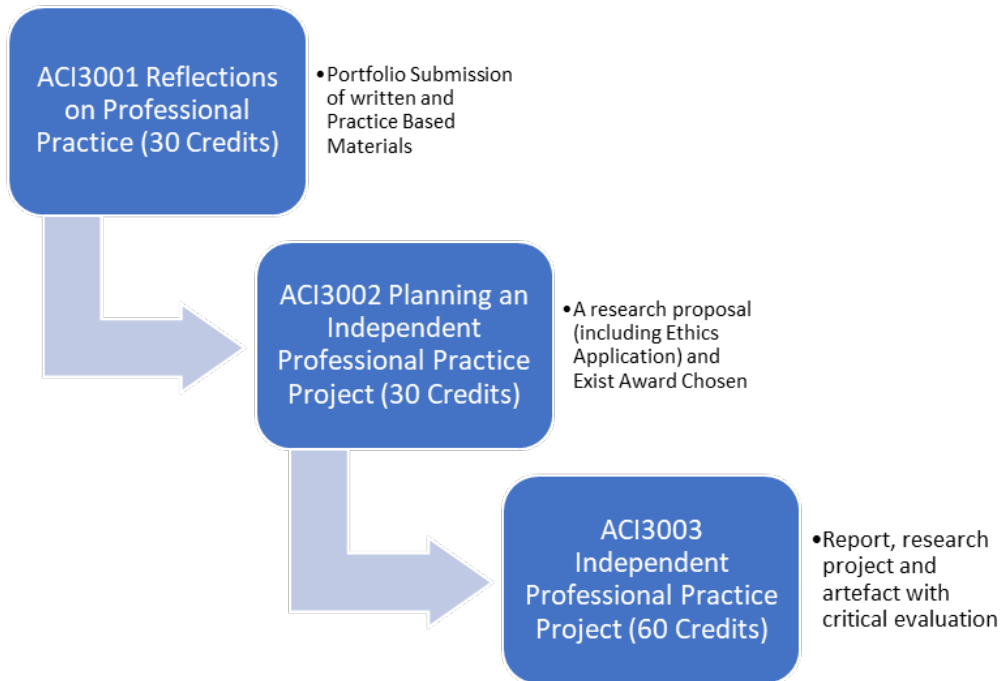 ACI3001 Reflections
on Professional
Practice (30 Credits)
•Portfolio Submission
of written and
Practice Based
Materials
ACI3002 Planning an
Independent
Professional Practice
Project (30 Credits)
•A research proposal
(including Ethics
Application) and
Exist Award Chosen
ACI3003
Independent
Professional Practice
Project (60 Credits)
•Report, research
project and
artefact with
critical evaluation